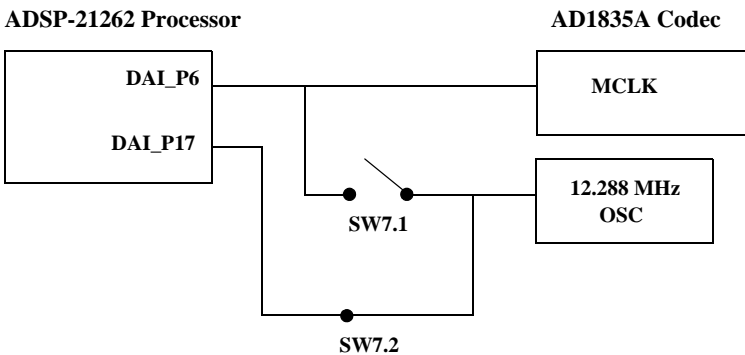 ADSP-21262 Processor
AD1835A Codec
DAI_P6
MCLK
DAI_P17
12.288 MHz
OSC
SW7.1
SW7.2